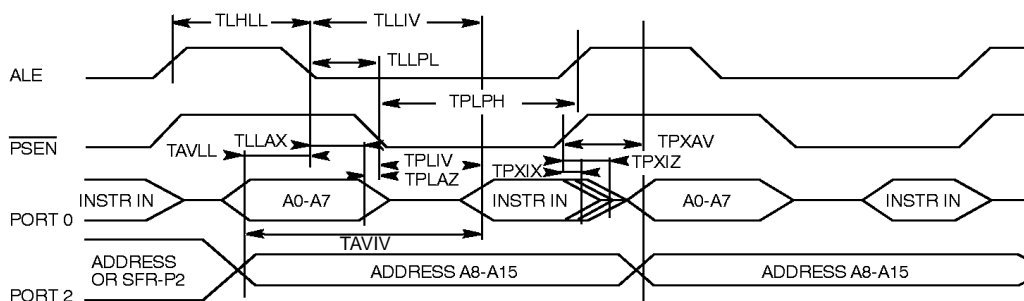 TLHLL
TLLIV
TLLPL
ALE
TPLPH
PSEN
TLLAX
TPXAV
TAVLL
TPLIV
TPXIZ
TPLAZ
TPXIX
INSTR IN
A0-A7
INSTR IN
A0-A7
INSTR IN
PORT 0
TAVIV
ADDRESS
OR SFR-P2
ADDRESS A8-A15
ADDRESS A8-A15
PORT 2